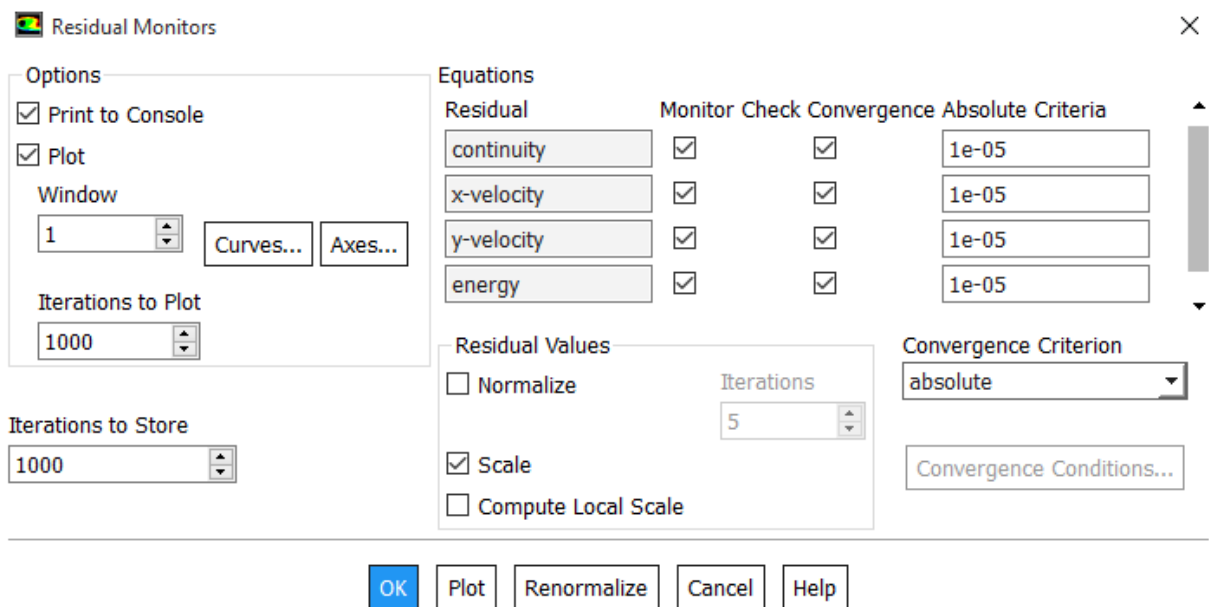 Residual Monitors
Options
Print to Console
Plot
Window
1
Curves...
Axes...
Iterations to Plot
1000
Iterations to Store
1000
Equations
Residual Monitor Check Convergence Absolute Criteria
continuity 1e-05
x-velocity 1e-05
y-velocity 1e-05
energy 1e-05
Residual Values
Normalize
Iterations
5
Scale
Compute Local Scale
Convergence Criterion
absolute
Convergence Conditions...
OK Plot Renormalize Cancel Help